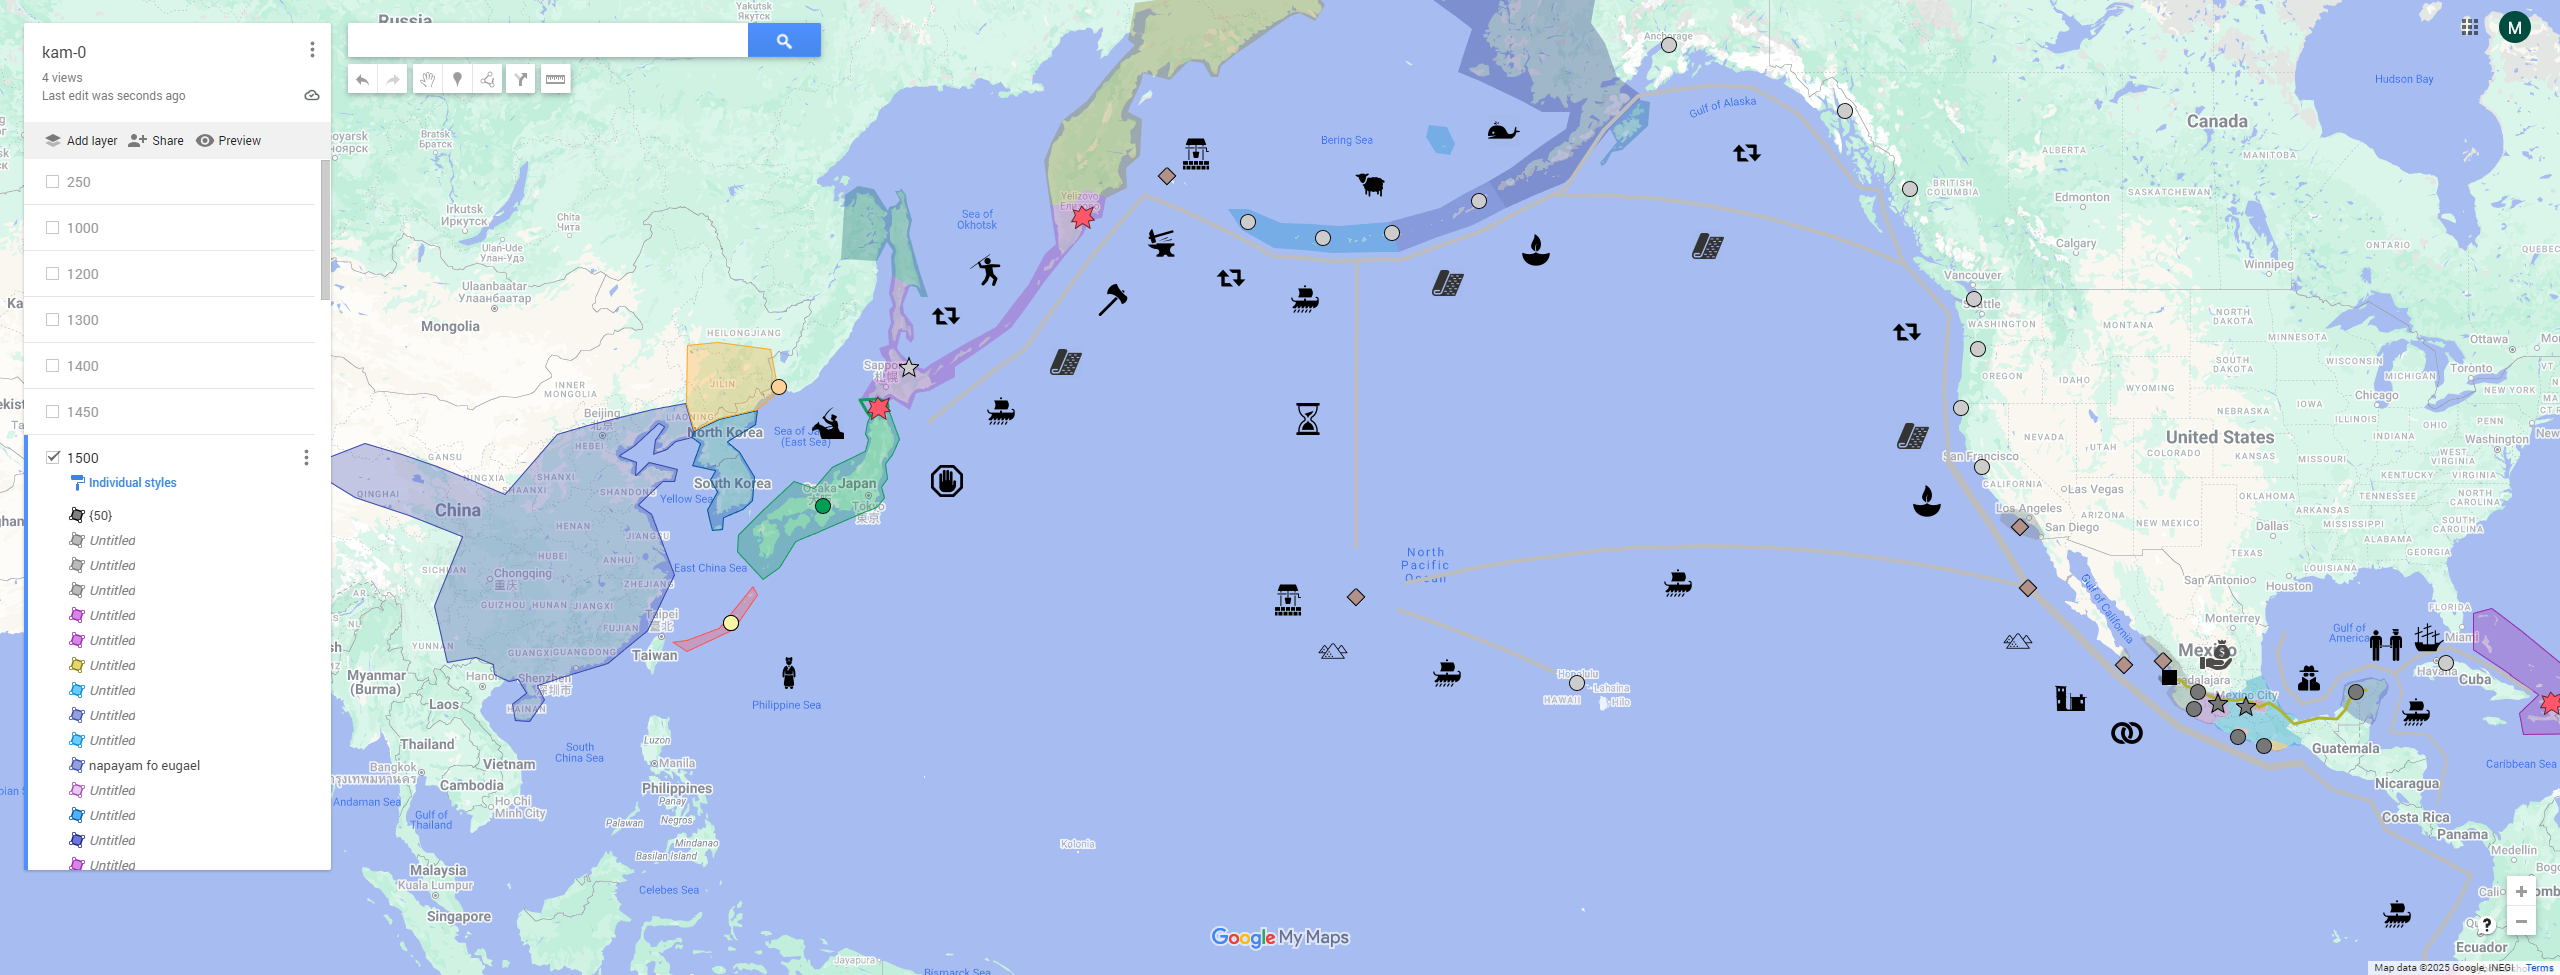 kam-0
4 views
Last edit was seconds ago
Add layer
Share
Preview
250
1000
1200
1300
1400
1450
1500
Individual styles
{50}
Untitled
Untitled
Untitled
Untitled
Untitled
Untitled
Untitled
Untitled
Untitled
napayam fo eugael
Untitled
Untitled
Untitled
Untitled
Russia
Yakutsk
Якутск
Bratsk
Братск
Irkutsk
Иркутск
Chita
Чита
Ulan-Ude
Улан-Удэ
Ulaanbaatar
Улаанбаатар
Mongolia
INNER
MONGOLIA
HEILONGJIANG
JILIN
LIAONING
Beijing
HEBEI
GANSU
NINGXIA
QINGHAI
SHAANXI
SHANXI
SHANDONG
China
HENAN
JIANGSU
HUBEI
ANHUI
SICHUAN
Chongqing
重庆
ZHEJIANG
GUIZHOU
HUNAN
JIANGXI
FUJIAN
YUNNAN
GUANGXI
GUANGDONG
Shenzhen
深圳市
HAINAN
North Korea
South Korea
Yellow Sea
Sea of Japan
(East Sea)
Japan
Osaka
Tokyo
東京
Sapporo
札幌
Sea of
Okhotsk
Yelizovo
Елизово
East China Sea
Taipei
臺北
Taiwan
Philippine Sea
South
China Sea
Hanoi
Myanmar
(Burma)
Laos
Thailand
Bangkok
กรุงเทพมหานคร
Vietnam
Cambodia
Ho Chi
Minh City
Andaman Sea
Gulf of
Thailand
Luzon
Manila
Philippines
Panay
Negros
Palawan
Mindanao
Basilan Island
Celebes Sea
Malaysia
Kuala Lumpur
Singapore
Kolonia
Jayapura
Bismarck Sea
Bering Sea
Anchorage
Gulf of Alaska
North
Pacific
Ocean
Honolulu
HAWAII
Lahaina
Hilo
Hudson Bay
Canada
ALBERTA
MANITOBA
BRITISH
COLUMBIA
Edmonton
SASKATCHEWAN
Calgary
ONTARIO
QUEBEC
Winnipeg
Vancouver
Seattle
WASHINGTON
MONTANA
NORTH
DAKOTA
SOUTH
DAKOTA
OREGON
IDAHO
WYOMING
WISCONSIN
MICHIGAN
Ottawa
Toronto
NEBRASKA
IOWA
Chicago
NEVADA
UTAH
COLORADO
United States
ILLINOIS
OHIO
PENN
New York
San Francisco
CALIFORNIA
KANSAS
MISSOURI
WEST
VIRGINIA
Washington
KENTUCKY
VIRGINIA
Las Vegas
Los Angeles
ARIZONA
NEW MEXICO
OKLAHOMA
TENNESSEE
NORTH
CAROLINA
ARKANSAS
MISSISSIPPI
SOUTH
CAROLINA
San Diego
Dallas
ALABAMA
GEORGIA
TEXAS
LOUISIANA
San Antonio
Houston
FLORIDA
Gulf of California
Monterrey
Gulf of
America
Miami
Mexico
Havana
Cuba
Mexico City
Guatemala
Caribbean Sea
Nicaragua
Costa Rica
Panama
Medellín
Ecuador
Google My Maps
Map data ©2025 Google, INEGI
Terms
M